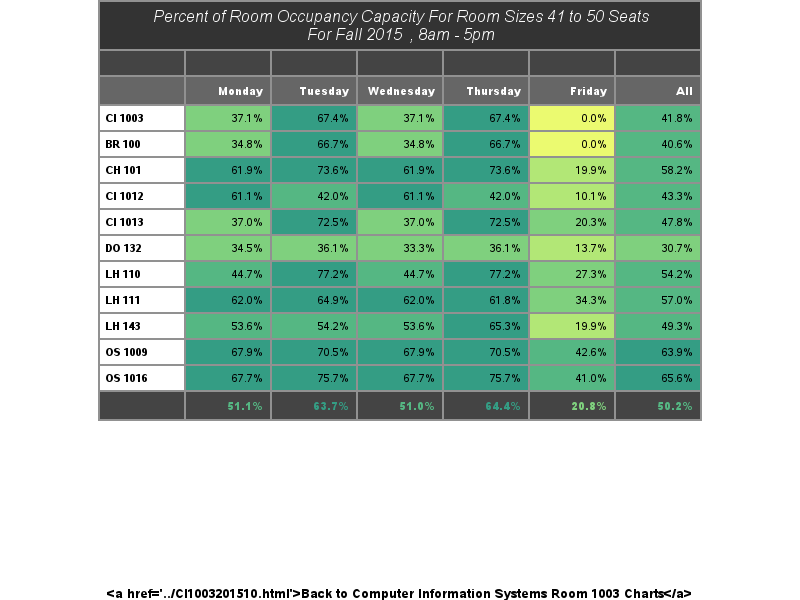 Percent of Room Occupancy Capacity For Room Sizes 41 to 50 Seats
For Fall 2015 , 8am - 5pm
Monday Tuesday Wednesday Thursday Friday All
CI 1003 37.1% 67.4% 37.1% 67.4% 0.0% 41.8%
BR 100 34.8% 66.7% 34.8% 66.7% 0.0% 40.6%
CH 101 61.9% 73.6% 61.9% 73.6% 19.9% 58.2%
CI 1012 61.1% 42.0% 61.1% 42.0% 10.1% 43.3%
CI 1013 37.0% 72.5% 37.0% 72.5% 20.3% 47.8%
DO 132 34.5% 36.1% 33.3% 36.1% 13.7% 30.7%
LH 110 44.7% 77.2% 44.7% 77.2% 27.3% 54.2%
LH 111 62.0% 64.9% 62.0% 61.8% 34.3% 57.0%
LH 143 53.6% 54.2% 53.6% 65.3% 19.9% 49.3%
OS 1009 67.9% 70.5% 67.9% 70.5% 42.6% 63.9%
OS 1016 67.7% 75.7% 67.7% 75.7% 41.0% 65.6%
51.1% 63.7% 51.0% 64.4% 20.8% 50.2%
<a href='../CI1003201510.html'>Back to Computer Information Systems Room 1003 Charts</a>